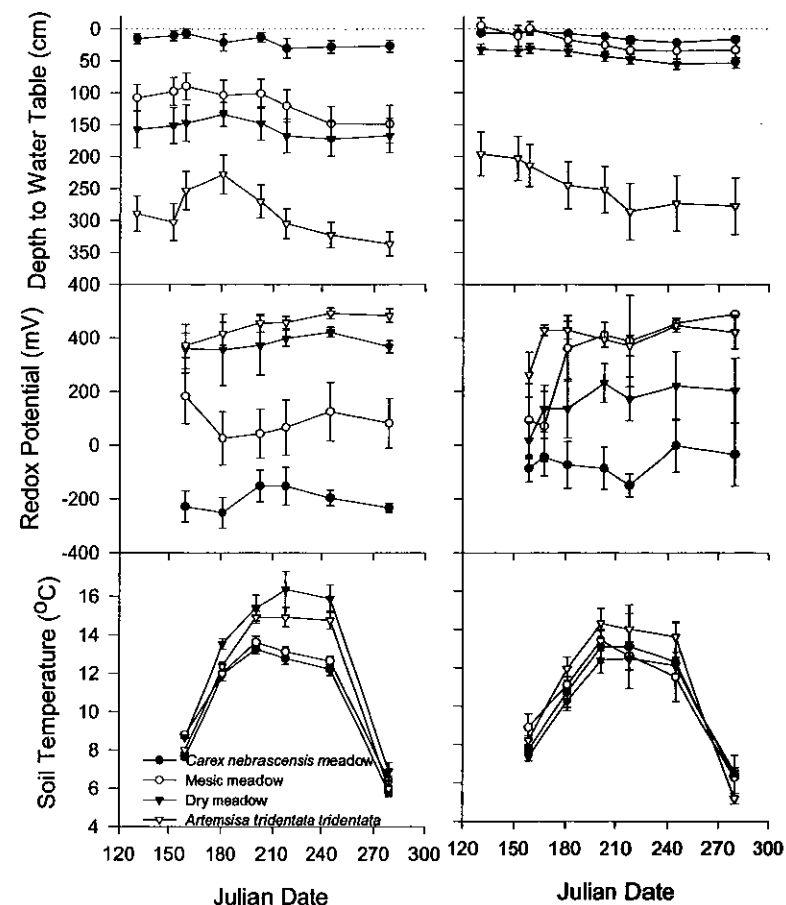 Depth to Water Table (cm)
0
50
100
150
200
250
300
350
400
Redox Potential (mV)
400
200
0
-200
-400
Soil Temperature (°C)
16
14
12
10
8
6
4
Carex nebrascensis meadow
Mesic meadow
Dry meadow
Artemsisa tridentata tridentata
120 150 180 210 240 270 300
120 150 180 210 240 270 300
Julian Date
Julian Date